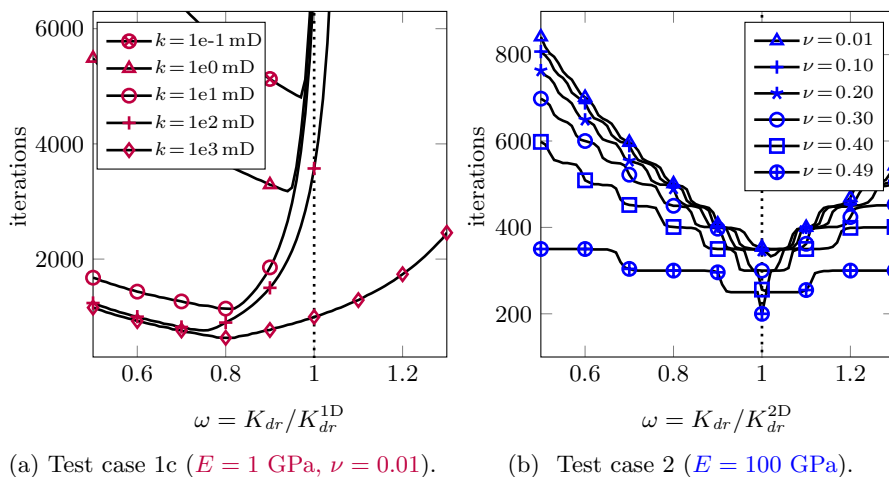 6000
4000
2000
iterations
k = 1e-1 mD
k = 1e0 mD
k = 1e1 mD
k = 1e2 mD
k = 1e3 mD
0.6 0.8 1 1.2
ω = K_dr/K_dr^1D
(a) Test case 1c (E = 1 GPa, ν = 0.01).
800
600
400
200
iterations
ν = 0.01
ν = 0.10
ν = 0.20
ν = 0.30
ν = 0.40
ν = 0.49
0.6 0.8 1 1.2
ω = K_dr/K_dr^2D
(b) Test case 2 (E = 100 GPa).